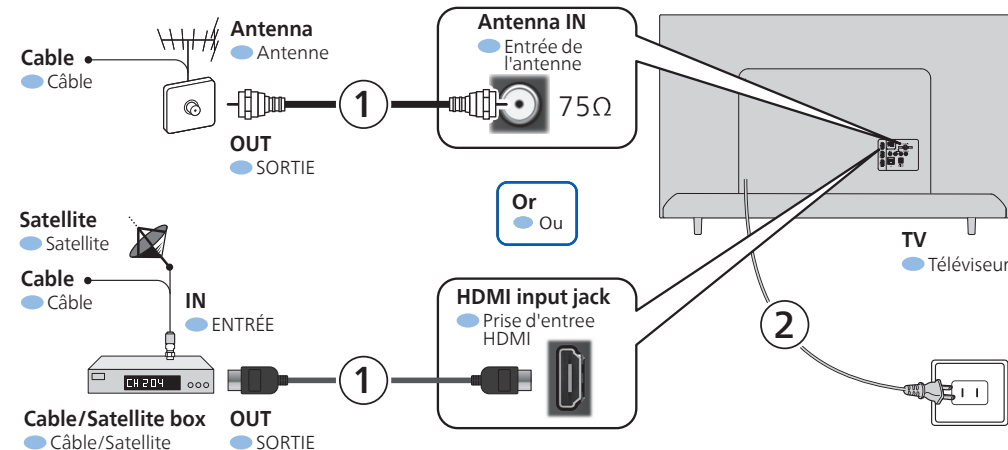 Antenna
Antenne
Cable
Câble
OUT
SORTIE
1
Antenna IN
Entrée de
l'antenne
75Ω
Or
Ou
TV
Téléviseur
Satellite
Satellite
Cable
Câble
IN
ENTRÉE
CH 204
Cable/Satellite box
Câble/Satellite
OUT
SORTIE
1
HDMI input jack
Prise d'entree
HDMI
2